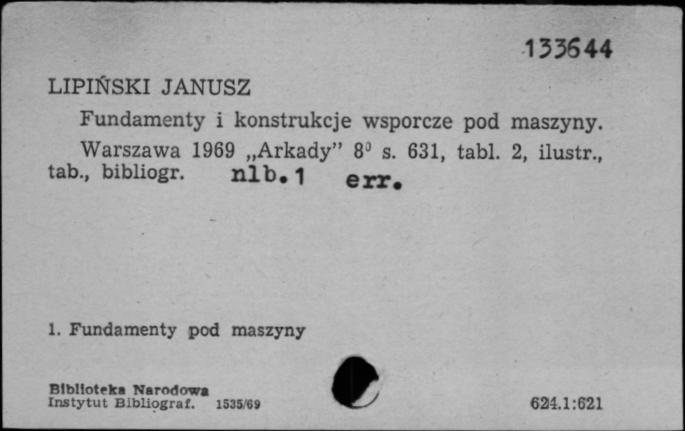 133644
LIPIŃSKI JANUSZ
Fundamenty i konstrukcje wsporcze pod maszyny.
Warszawa 1969 „Arkady” 8⁰ s. 631, tabl. 2, ilustr.,
tab., bibliogr. nlb.1 err.
1. Fundamenty pod maszyny
Biblioteka Narodowa
Instytut Bibliograf. 1535/69
624.1:621